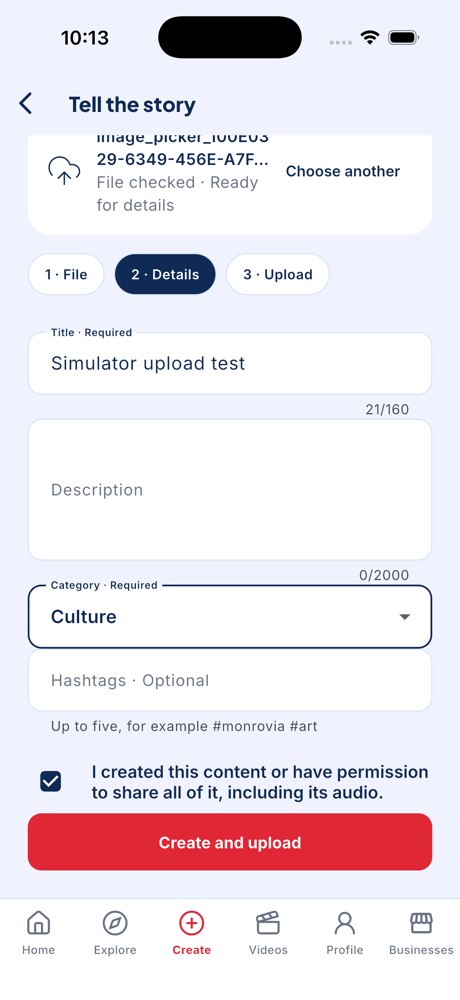 10:13
Tell the story
image_picker_100E03
29-6349-456E-A7F...
File checked · Ready
for details
Choose another
1 · File
2 · Details
3 · Upload
Title · Required
Simulator upload test
21/160
Description
0/2000
Category · Required
Culture
Hashtags · Optional
Up to five, for example #monrovia #art
I created this content or have permission
to share all of it, including its audio.
Create and upload
Home
Explore
Create
Videos
Profile
Businesses